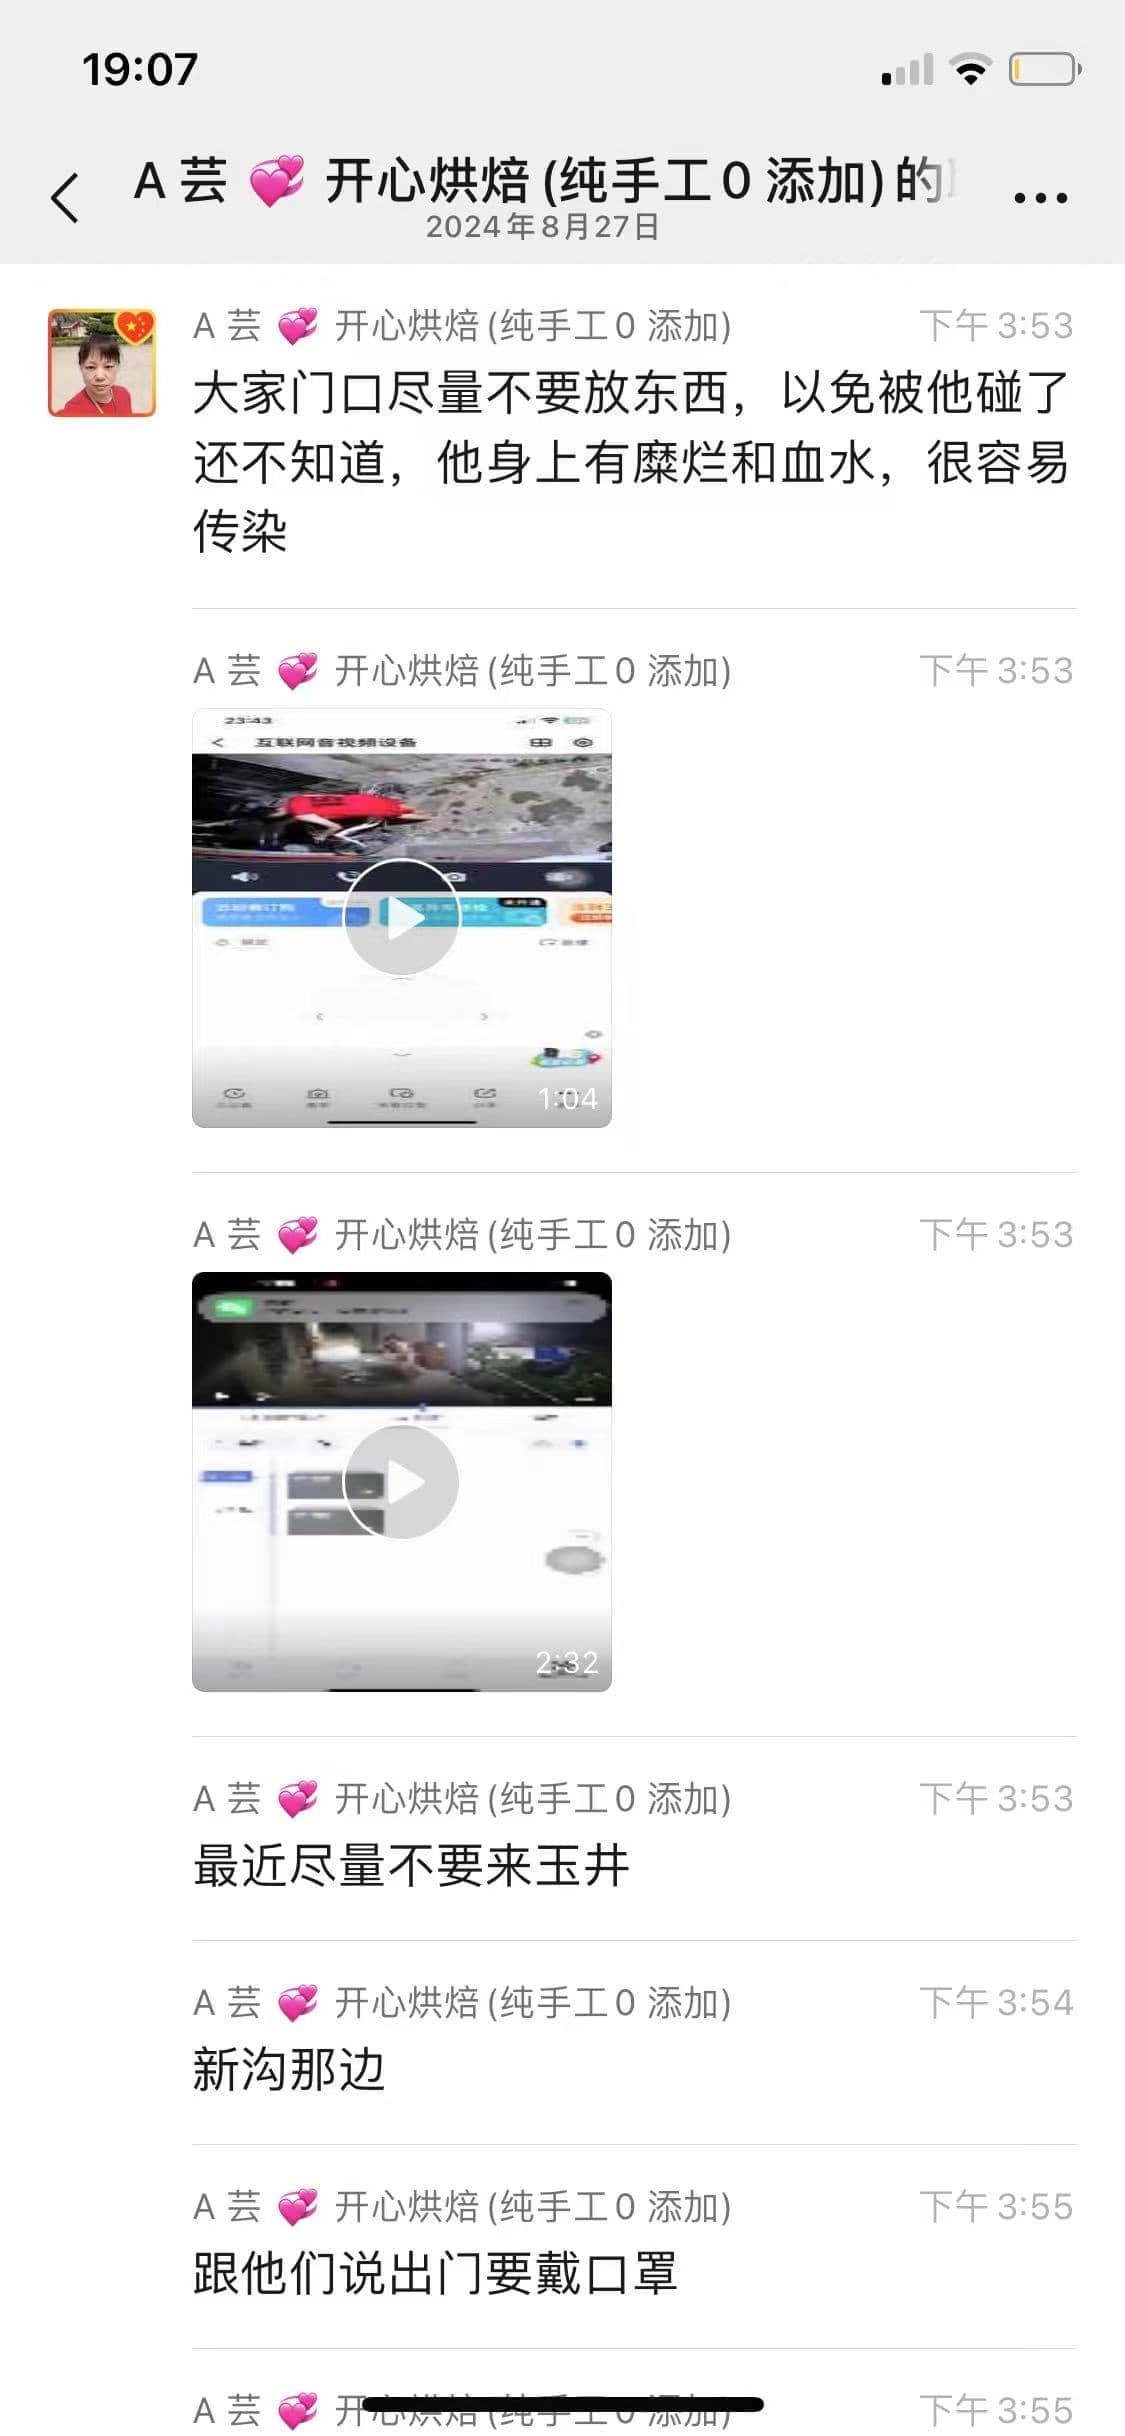 19:07
A 芸 💞 开心烘焙(纯手工0 添加)的
2024年8月27日
A 芸 💞 开心烘焙(纯手工0 添加)
下午 3:53
大家门口尽量不要放东西，以免被他碰了
还不知道，他身上有糜烂和血水，很容易
传染
A 芸 💞 开心烘焙(纯手工0 添加)
下午 3:53
23:43
互联网音视频设备
1:04
A 芸 💞 开心烘焙(纯手工0 添加)
下午 3:53
2:32
A 芸 💞 开心烘焙(纯手工0 添加)
下午 3:53
最近尽量不要来玉井
A 芸 💞 开心烘焙(纯手工0 添加)
下午 3:54
新沟那边
A 芸 💞 开心烘焙(纯手工0 添加)
下午 3:55
跟他们说出门要戴口罩
A 芸 💞 开心烘焙(纯手工0 添加)
下午 3:55